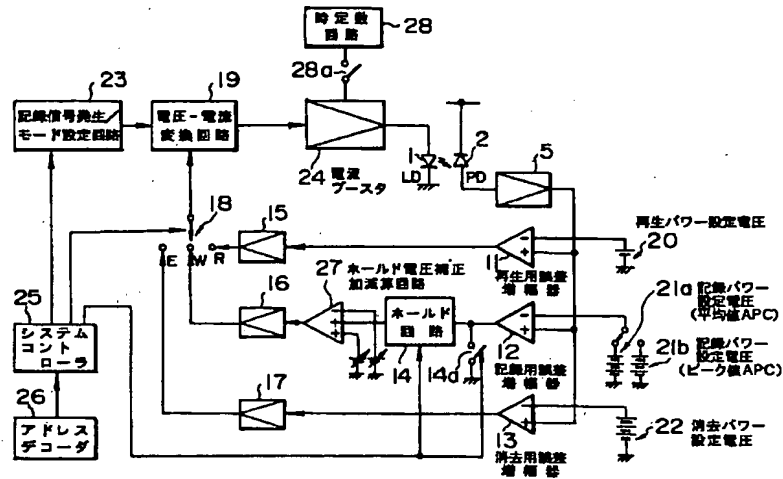 時定数
回路
28
28a
23
記録信号発生/
モード設定回路
19
電圧-電流
変換回路
24
電流
ブースタ
1
LD
2
PD
5
18
E
W
R
15
11
再生用誤差
増幅器
再生パワー設定電圧
20
16
27
ホールド電圧補正
加減算回路
ホールド
回路
14
14a
12
記録用誤差
増幅器
21a
記録パワー
設定電圧
(平均値APC)
21b
記録パワー
設定電圧
(ピーク値APC)
25
システム
コント
ローラ
26
アドレス
デコーダ
17
13
消去用誤差
増幅器
22
消去パワー
設定電圧